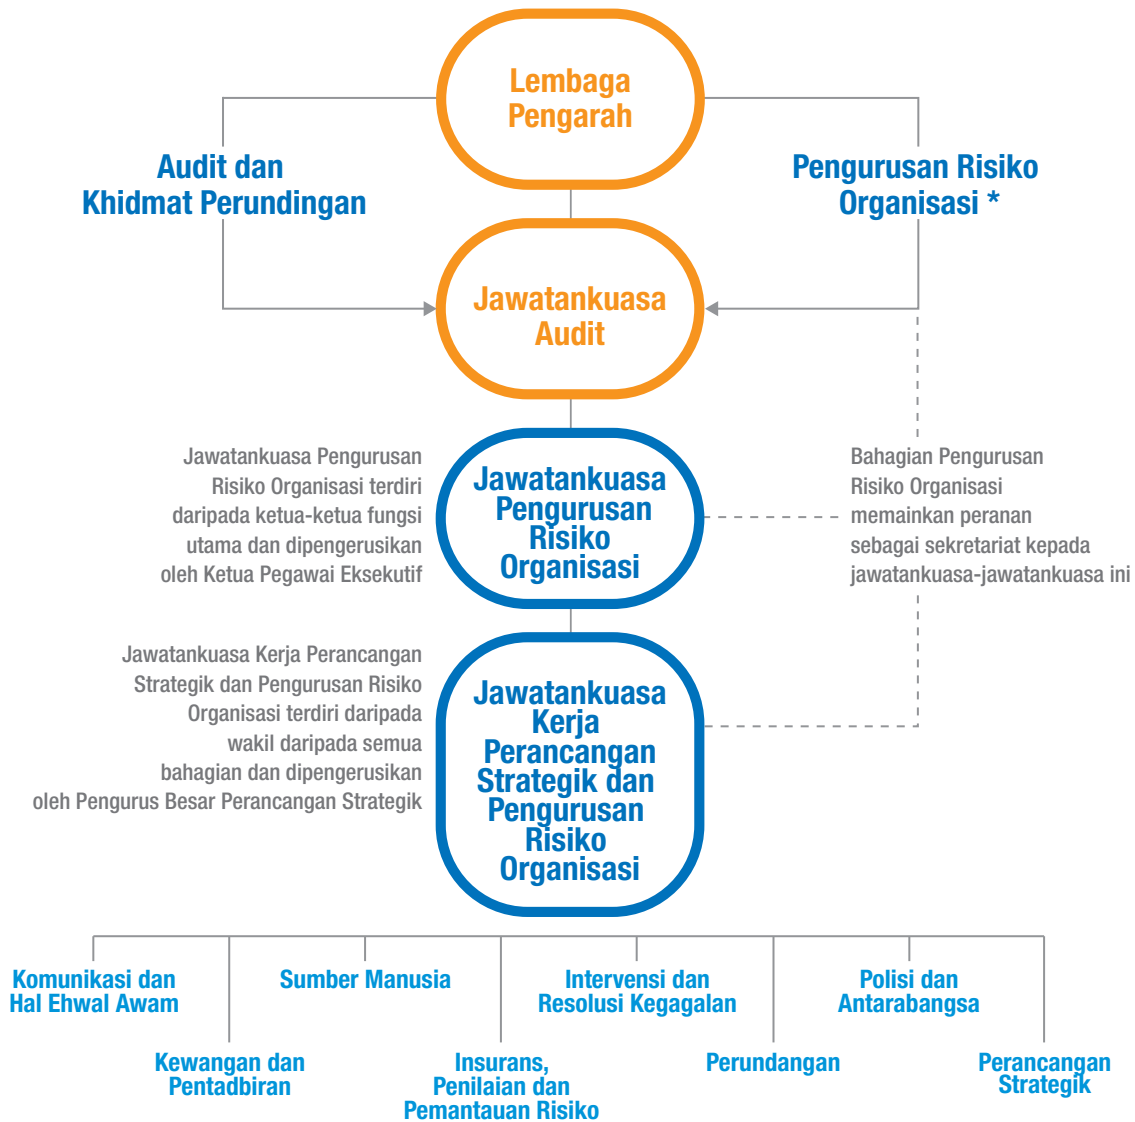 Lembaga
Pengarah
Audit dan
Khidmat Perundingan
Pengurusan Risiko
Organisasi *
Jawatankuasa
Audit
Jawatankuasa Pengurusan
Risiko Organisasi terdiri
daripada ketua-ketua fungsi
utama dan dipengerusikan
oleh Ketua Pegawai Eksekutif
Jawatankuasa
Pengurusan
Risiko
Organisasi
Bahagian Pengurusan
Risiko Organisasi
memainkan peranan
sebagai sekretariat kepada
jawatankuasa-jawatankuasa ini
Jawatankuasa Kerja Perancangan
Strategik dan Pengurusan Risiko
Organisasi terdiri daripada
wakil daripada semua
bahagian dan dipengerusikan
oleh Pengurus Besar Perancangan Strategik
Jawatankuasa
Kerja
Perancangan
Strategik dan
Pengurusan
Risiko
Organisasi
Komunikasi dan
Hal Ehwal Awam
Sumber Manusia
Intervensi dan
Resolusi Kegagalan
Polisi dan
Antarabangsa
Kewangan dan
Pentadbiran
Insurans,
Penilaian dan
Pemantauan Risiko
Perundangan
Perancangan
Strategik